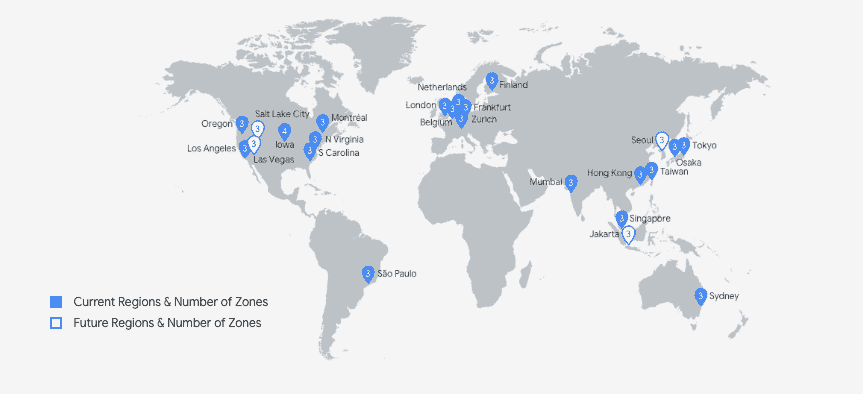 Finland
3
Netherlands
3
London
2
3
3
Frankfurt
Belgium
3
Zurich
Oregon
3
Salt Lake City
3
Montréal
3
4
Iowa
3
N Virginia
Los Angeles
3
3
Las Vegas
3
S Carolina
Seoul
3
3
3
Tokyo
Osaka
Hong Kong
3
3
Taiwan
Mumbai
3
3
Singapore
Jakarta
3
3
São Paulo
3
Sydney
Current Regions & Number of Zones
Future Regions & Number of Zones